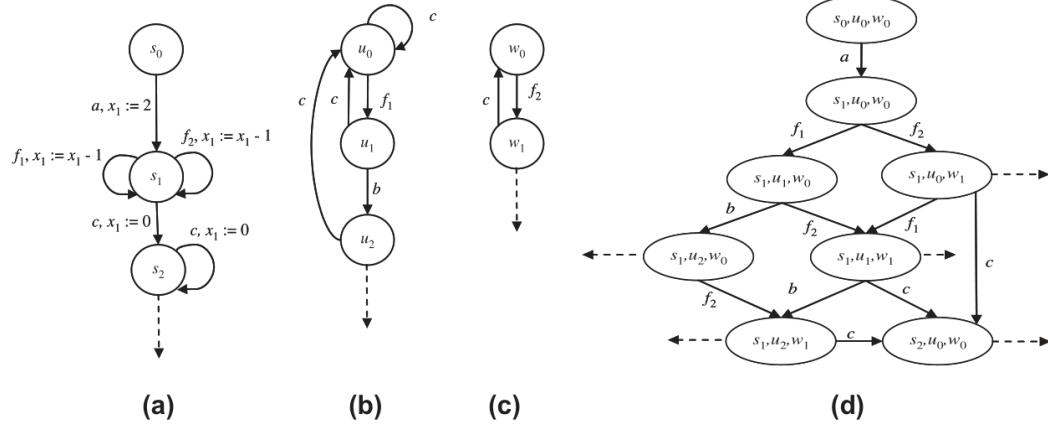 s0
a, x1 := 2
f1, x1 := x1 - 1
f2, x1 := x1 - 1
s1
c, x1 := 0
c, x1 := 0
s2
(a)
c
u0
c
c
f1
u1
b
u2
(b)
w0
c
f2
w1
(c)
s0,u0,w0
a
s1,u0,w0
f1
f2
s1,u1,w0
s1,u0,w1
b
f2
f1
s1,u2,w0
s1,u1,w1
c
f2
b
c
s1,u2,w1
c
s2,u0,w0
(d)